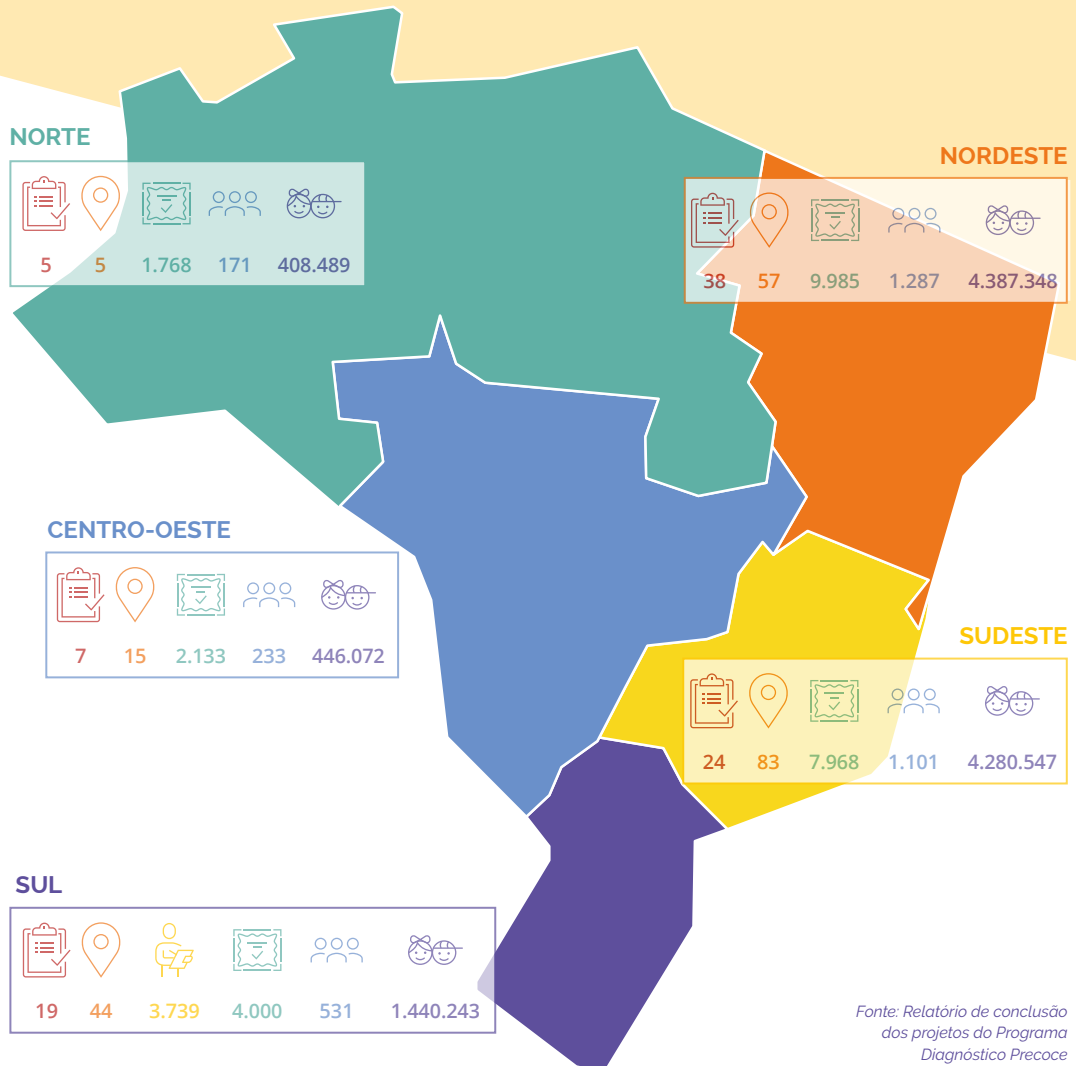 NORTE
5 5 1.768 171 408.489
NORDESTE
38 57 9.985 1.287 4.387.348
CENTRO-OESTE
7 15 2.133 233 446.072
SUDESTE
24 83 7.968 1.101 4.280.547
SUL
19 44 3.739 4.000 531 1.440.243
Fonte: Relatório de conclusão
dos projetos do Programa
Diagnóstico Precoce